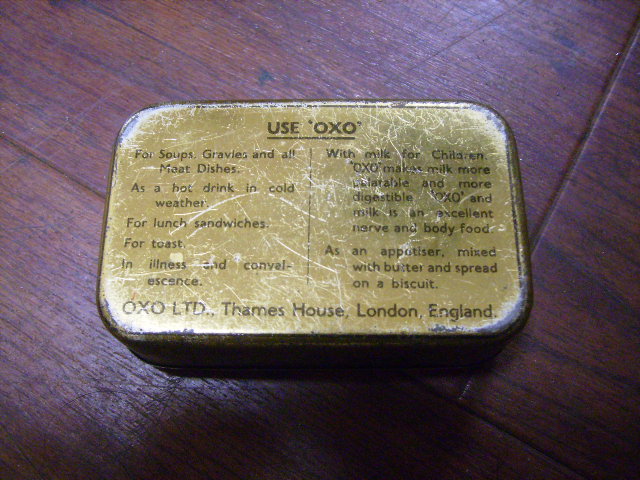 USE 'OXO'
For Soups, Gravies and all
Meat Dishes.
As a hot drink in cold
weather.
For lunch sandwiches.
For toast.
In illness and conval-
escence.
With milk for Children.
'OXO' makes milk more
palatable and more
digestible. 'OXO' and
milk is an excellent
nerve and body food.
As an appetiser, mixed
with butter and spread
on a biscuit.
OXO LTD., Thames House, London, England.